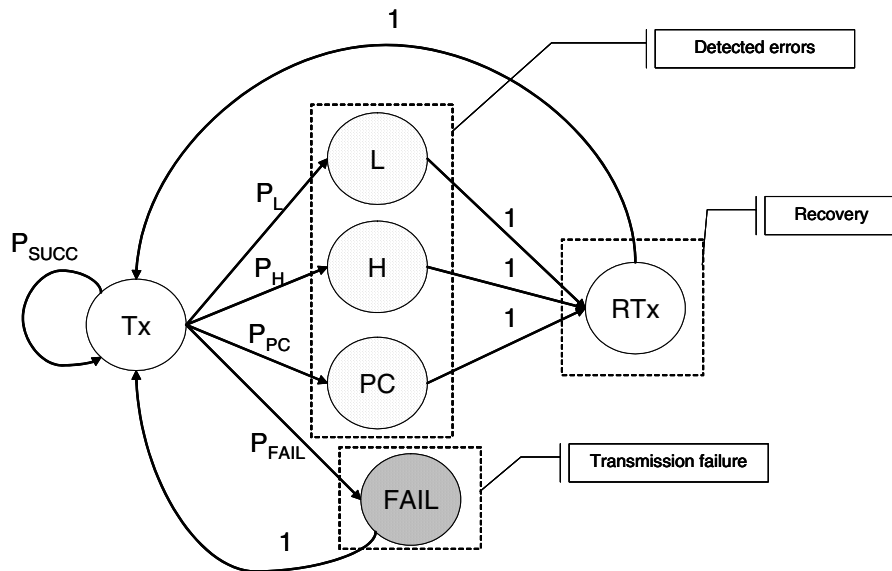 1
Detected errors
L
P_L
1
Recovery
P_SUCC
P_H
H
1
Tx
RTx
P_PC
1
PC
P_FAIL
Transmission failure
FAIL
1